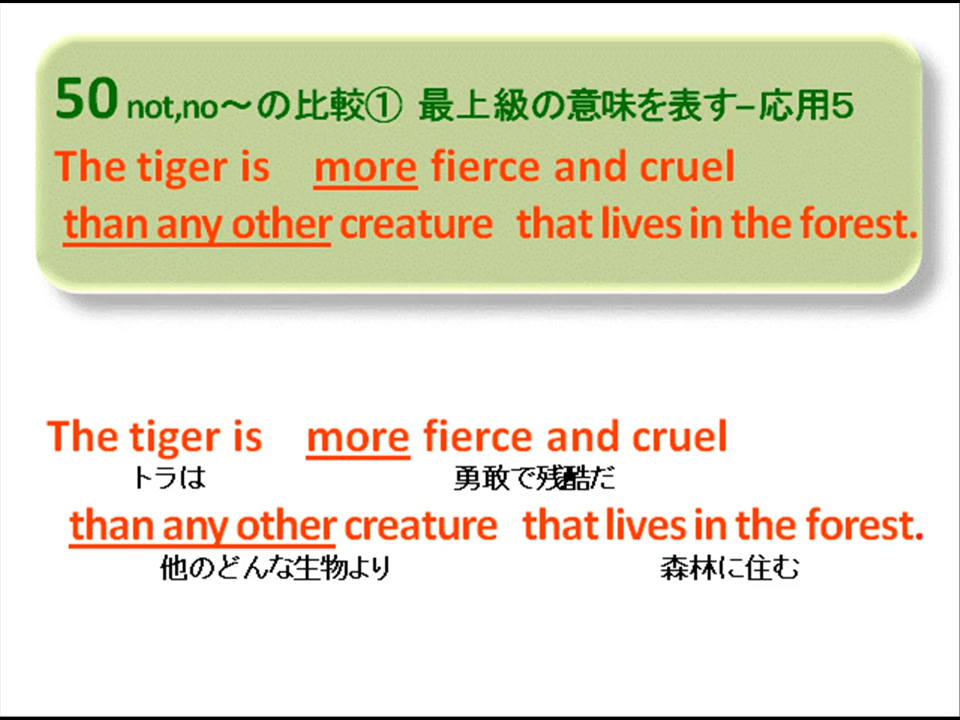 50 not,no～の比較① 最上級の意味を表す−応用５
The tiger is more fierce and cruel
than any other creature that lives in the forest.
The tiger is more fierce and cruel
トラは 勇敢で残酷だ
than any other creature that lives in the forest.
他のどんな生物より 森林に住む